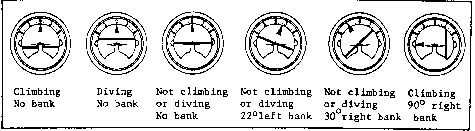 Climbing Diving Not climbing Not climbing Not climbing Climbing
No bank No bank or diving or diving or diving 90° right
No bank 22°left bank 30°right bank bank